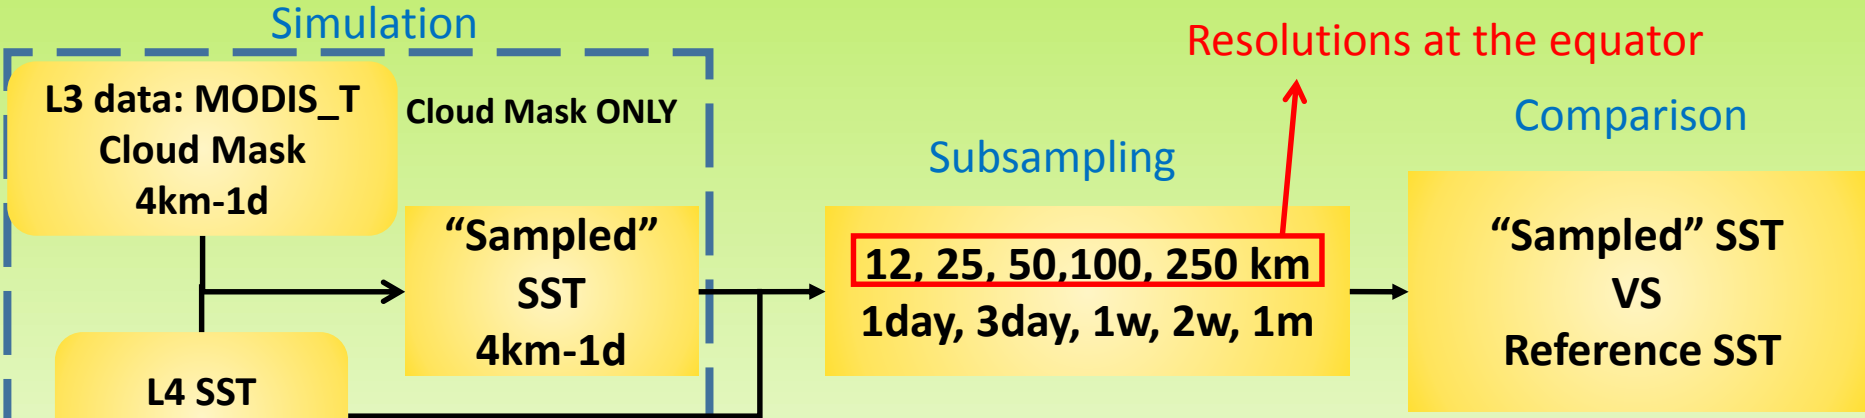 Simulation
Resolutions at the equator
L3 data: MODIS_T
Cloud Mask
4km-1d
Cloud Mask ONLY
Comparison
Subsampling
“Sampled”
SST
4km-1d
12, 25, 50,100, 250 km
1day, 3day, 1w, 2w, 1m
“Sampled” SST
VS
Reference SST
L4 SST